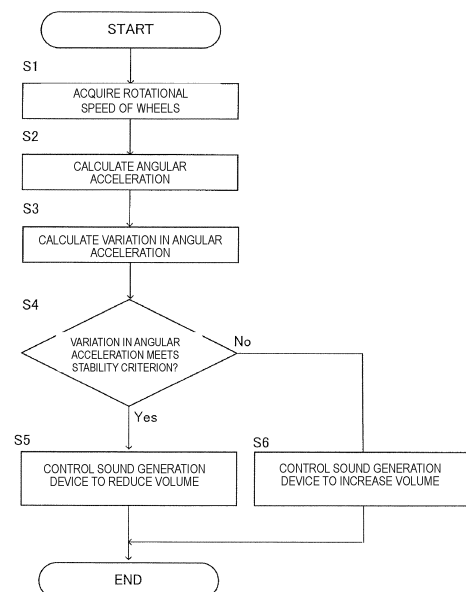 START
S1
ACQUIRE ROTATIONAL
SPEED OF WHEELS
S2
CALCULATE ANGULAR
ACCELERATION
S3
CALCULATE VARIATION IN ANGULAR
ACCELERATION
S4
VARIATION IN ANGULAR
ACCELERATION MEETS
STABILITY CRITERION?
No
Yes
S5
CONTROL SOUND GENERATION
DEVICE TO REDUCE VOLUME
S6
CONTROL SOUND GENERATION
DEVICE TO INCREASE VOLUME
END